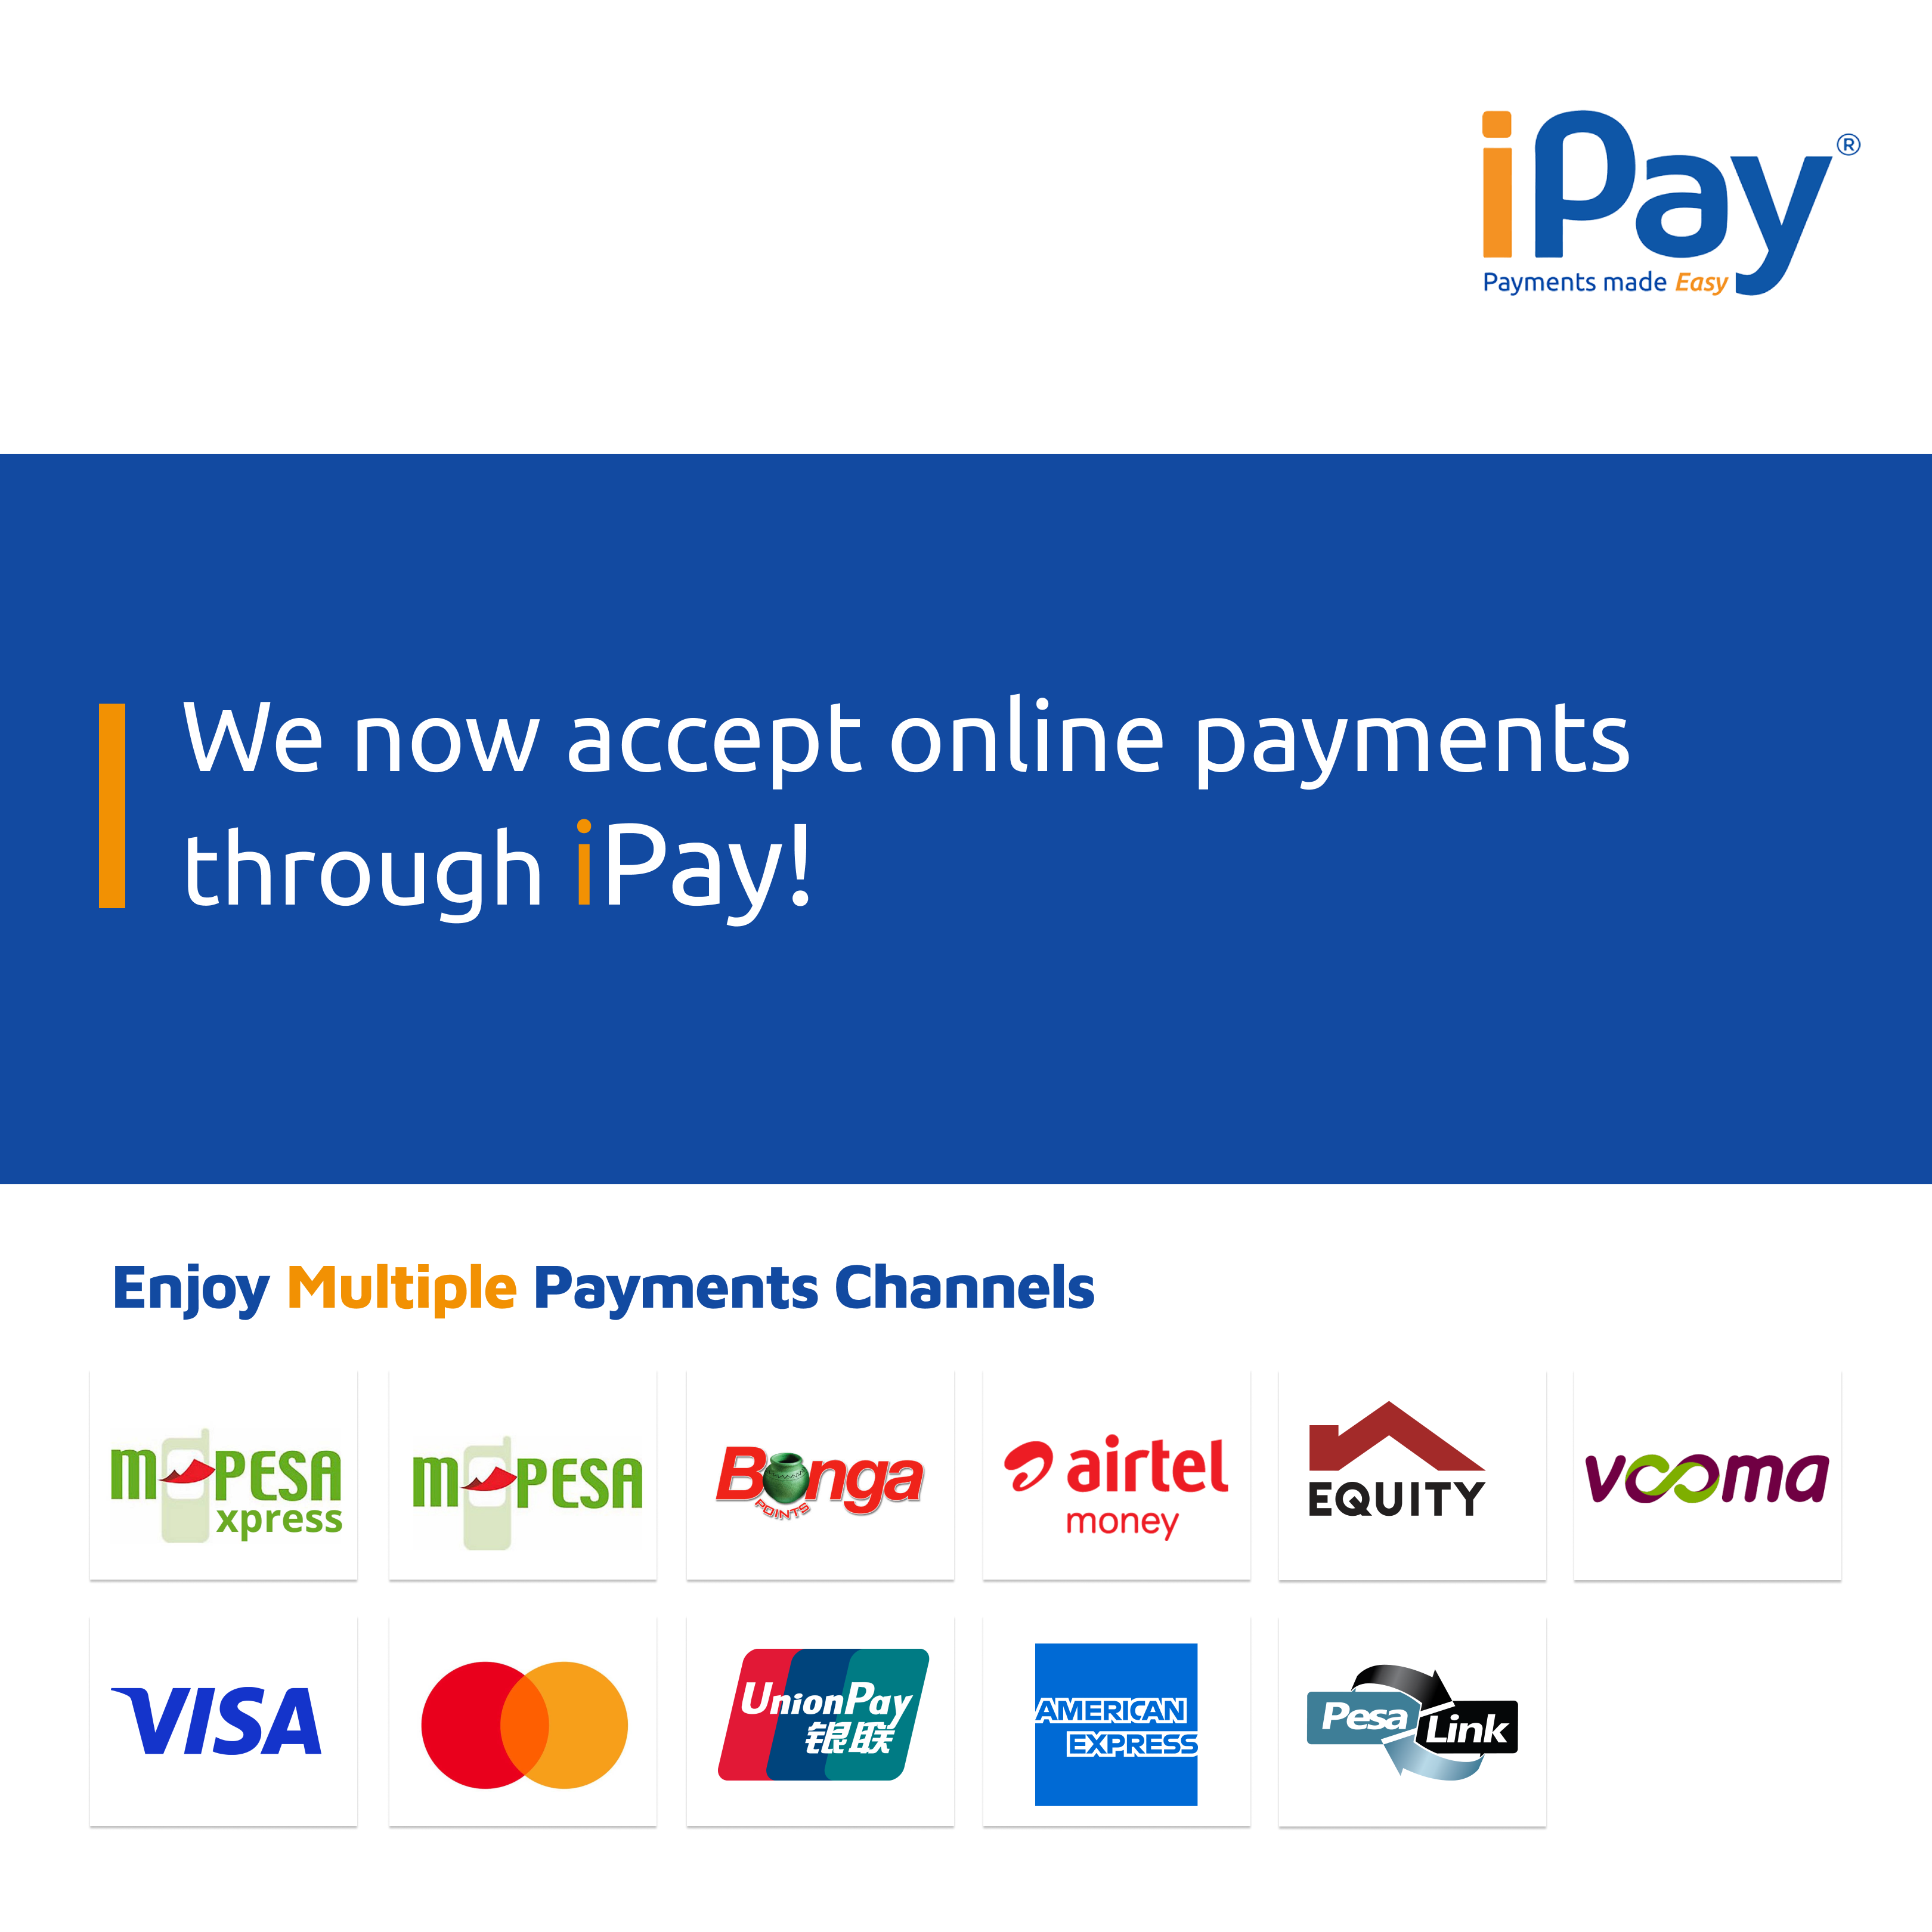 iPay®
Payments made Easy
We now accept online payments
through iPay!
Enjoy Multiple Payments Channels
m-PESA
xpress
m-PESA
Bonga
POINTS
airtel
money
EQUITY
vooma
VISA
UnionPay
银联
AMERICAN
EXPRESS
Pesa
Link